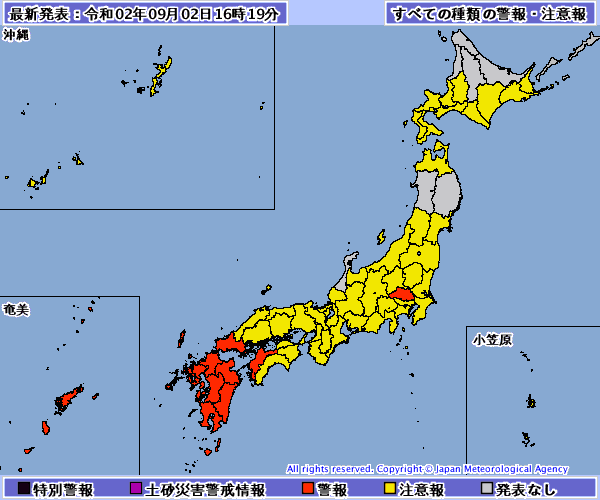 最新発表：令和02年09月02日16時19分
すべての種類の警報・注意報
沖縄
奄美
小笠原
All rights reserved. Copyright © Japan Meteorological Agency
特別警報
土砂災害警戒情報
警報
注意報
発表なし